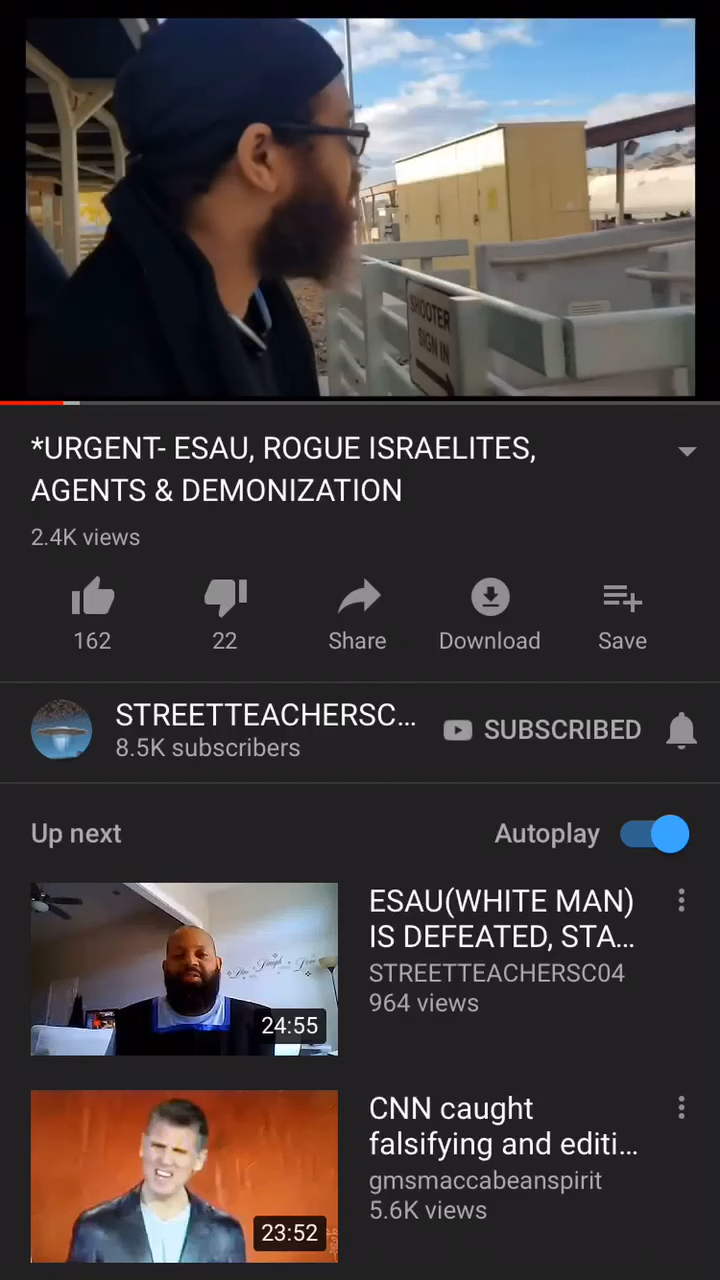 SHOOTER
SIGN IN
*URGENT- ESAU, ROGUE ISRAELITES,
AGENTS & DEMONIZATION
2.4K views
162
22
Share
Download
Save
STREETTEACHERSC...
8.5K subscribers
SUBSCRIBED
Up next
Autoplay
24:55
ESAU(WHITE MAN)
IS DEFEATED, STA...
STREETTEACHERSC04
964 views
23:52
CNN caught
falsifying and editi...
gmsmaccabeanspirit
5.6K views